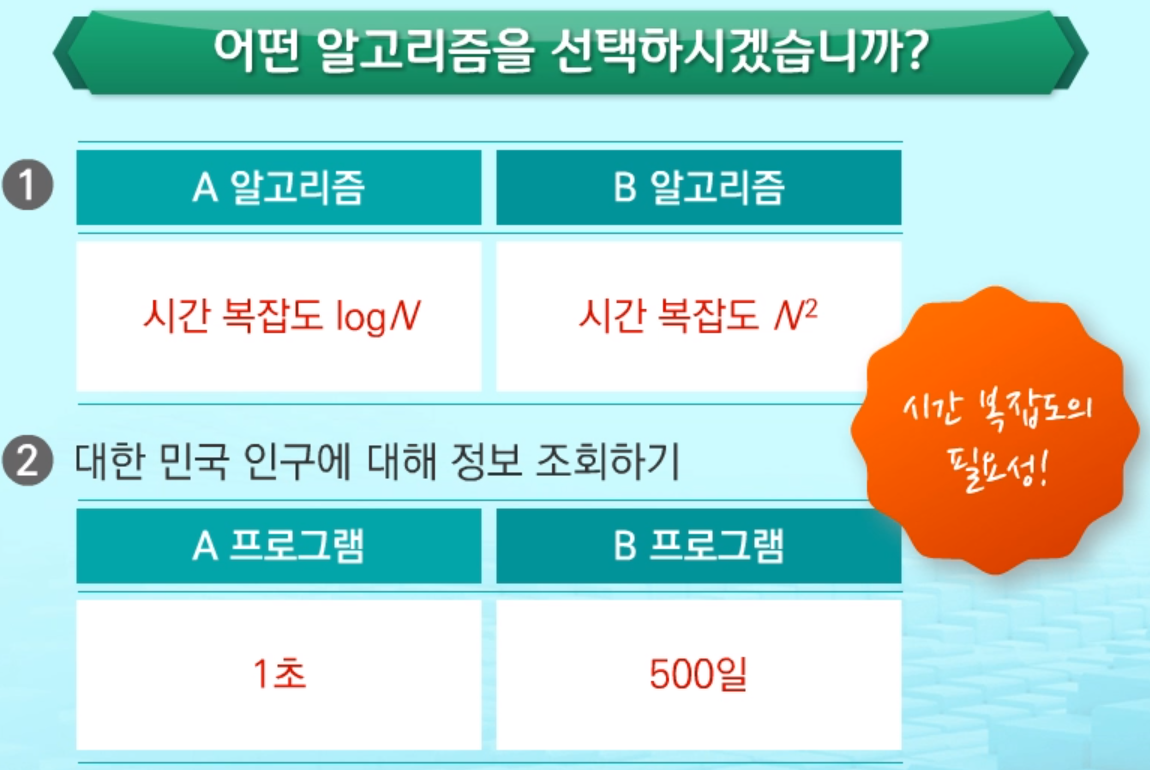 어떤 알고리즘을 선택하시겠습니까?
1
A 알고리즘
B 알고리즘
시간 복잡도 logN
시간 복잡도 N²
시간 복잡도의
필요성!
2 대한 민국 인구에 대해 정보 조회하기
A 프로그램
B 프로그램
1초
500일